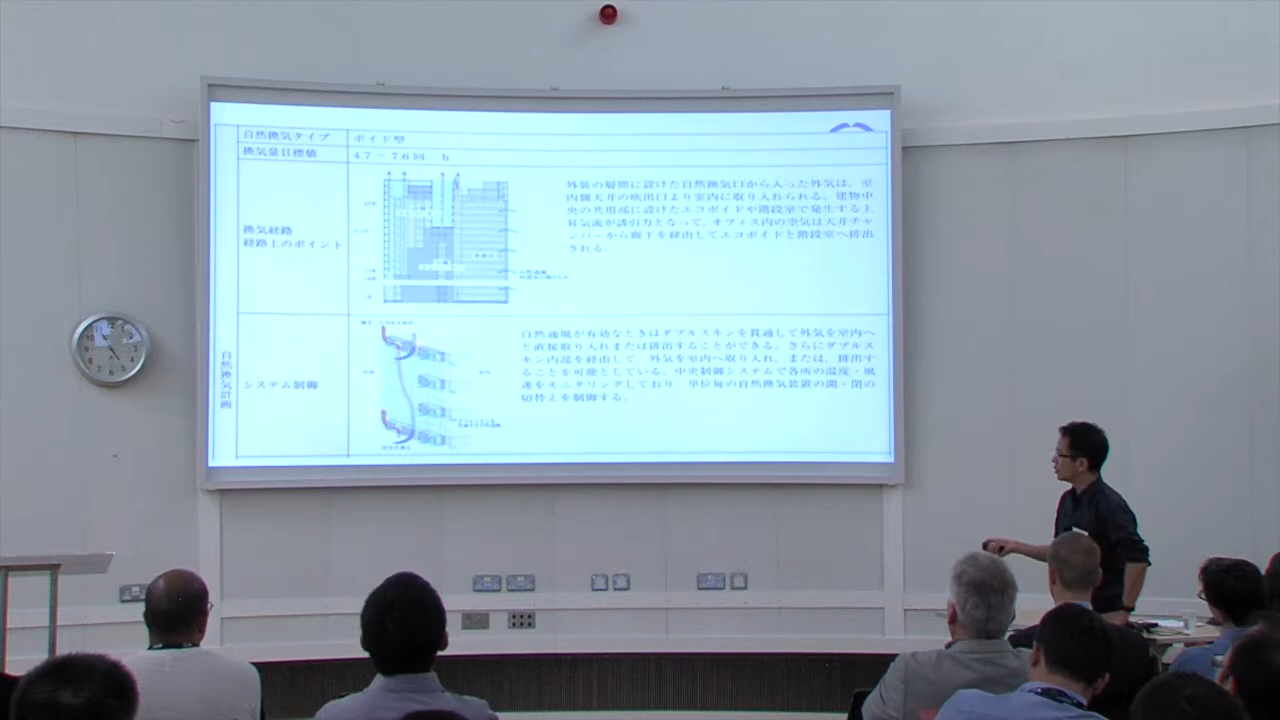 自然換気タイプ
ボイド型
換気量目標値
4.7 ～ 7.6 回 h
換気経路
経路上のポイント
外装の層間に設けた自然換気口から入った外気は、室
内側天井の吹出口より室内に取り入れられる。建物中
央の共用部に設けたエコボイドや階段室で発生する上
昇気流が誘引力となって、オフィス内の空気は天井チャ
ンバーから廊下を経由してエコボイドと階段室へ排出
される。
自然換気計画
システム制御
自然通風が有効なときはダブルスキンを貫通して外気を室内へ
と直接取り入れまたは排出することができる。さらにダブルス
キン内部を経由して、外気を室内へ取り入れ、または、排出す
ることを可能としている。中央制御システムで各所の温度・風
速をモニタリングしており、単位毎の自然換気装置の開・閉の
切替えを制御する。